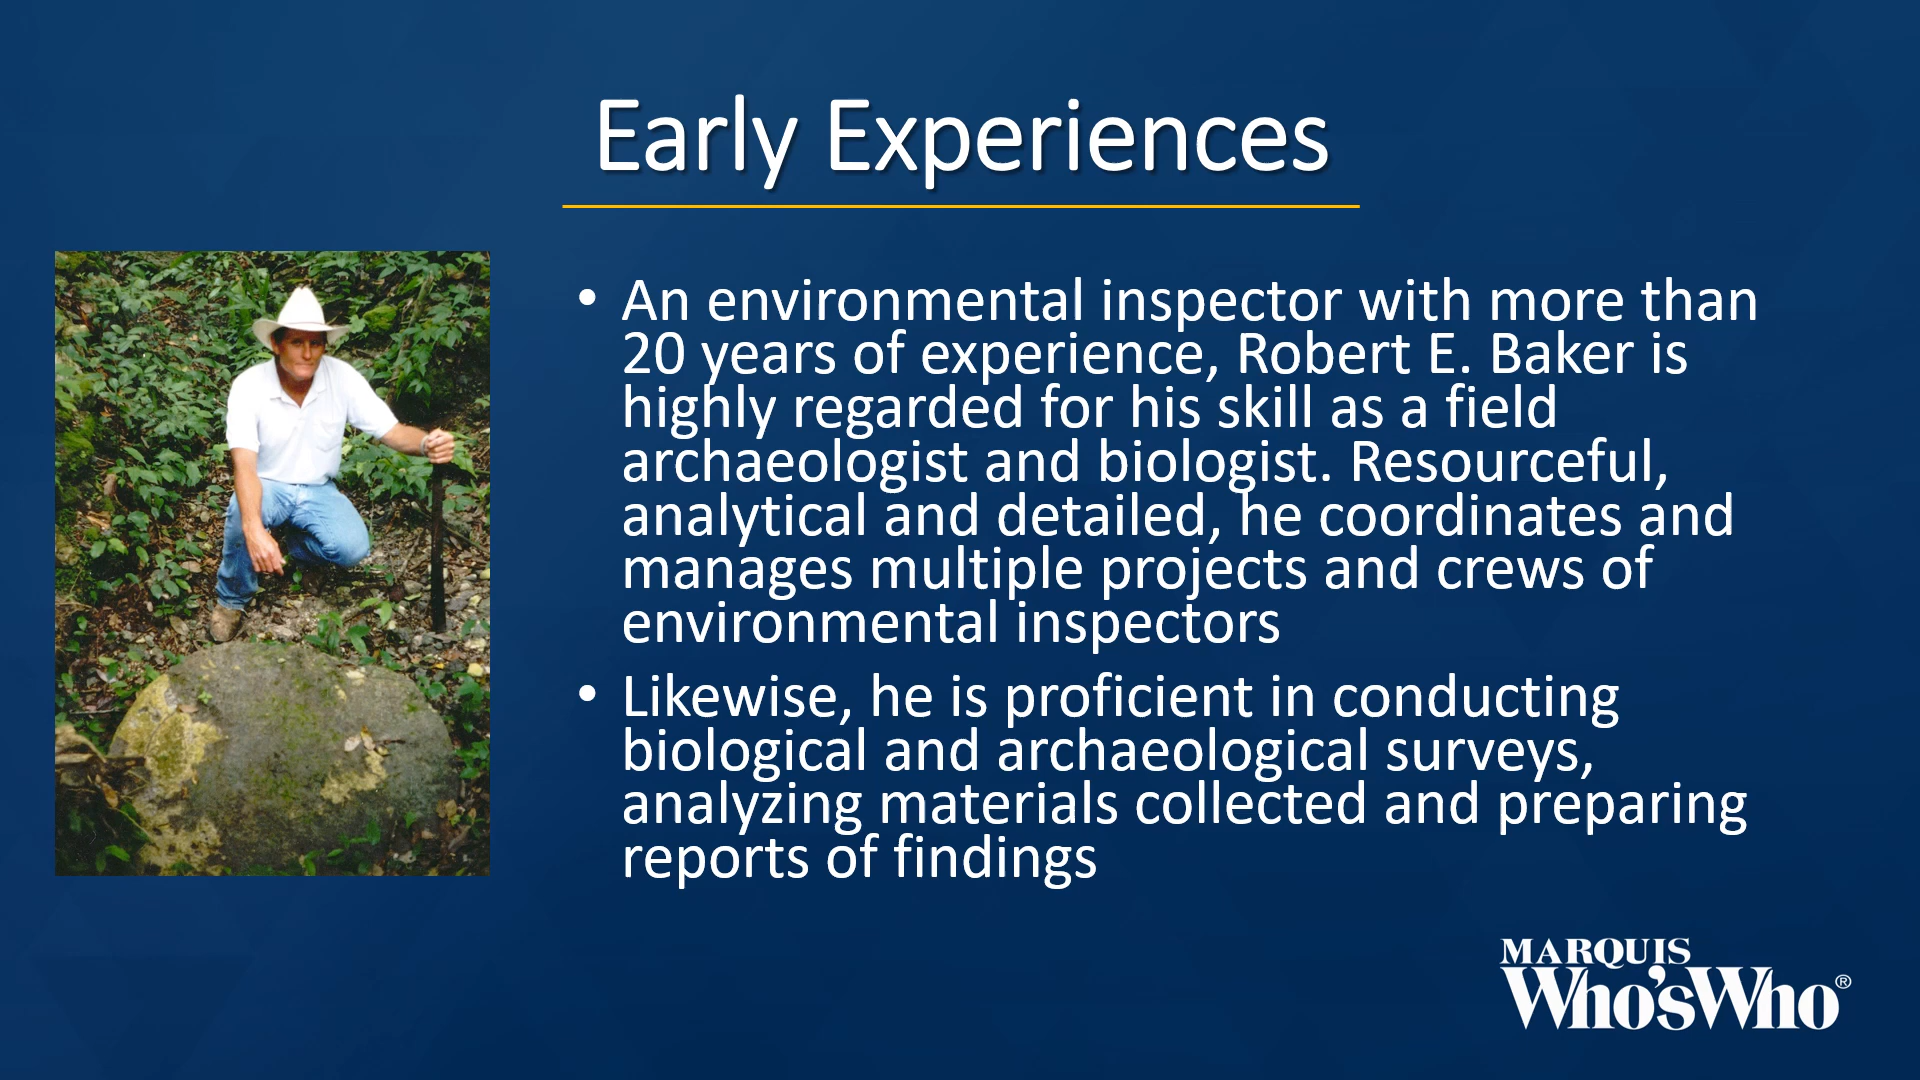 Early Experiences
• An environmental inspector with more than
20 years of experience, Robert E. Baker is
highly regarded for his skill as a field
archaeologist and biologist. Resourceful,
analytical and detailed, he coordinates and
manages multiple projects and crews of
environmental inspectors
• Likewise, he is proficient in conducting
biological and archaeological surveys,
analyzing materials collected and preparing
reports of findings
MARQUIS
Who'sWho®